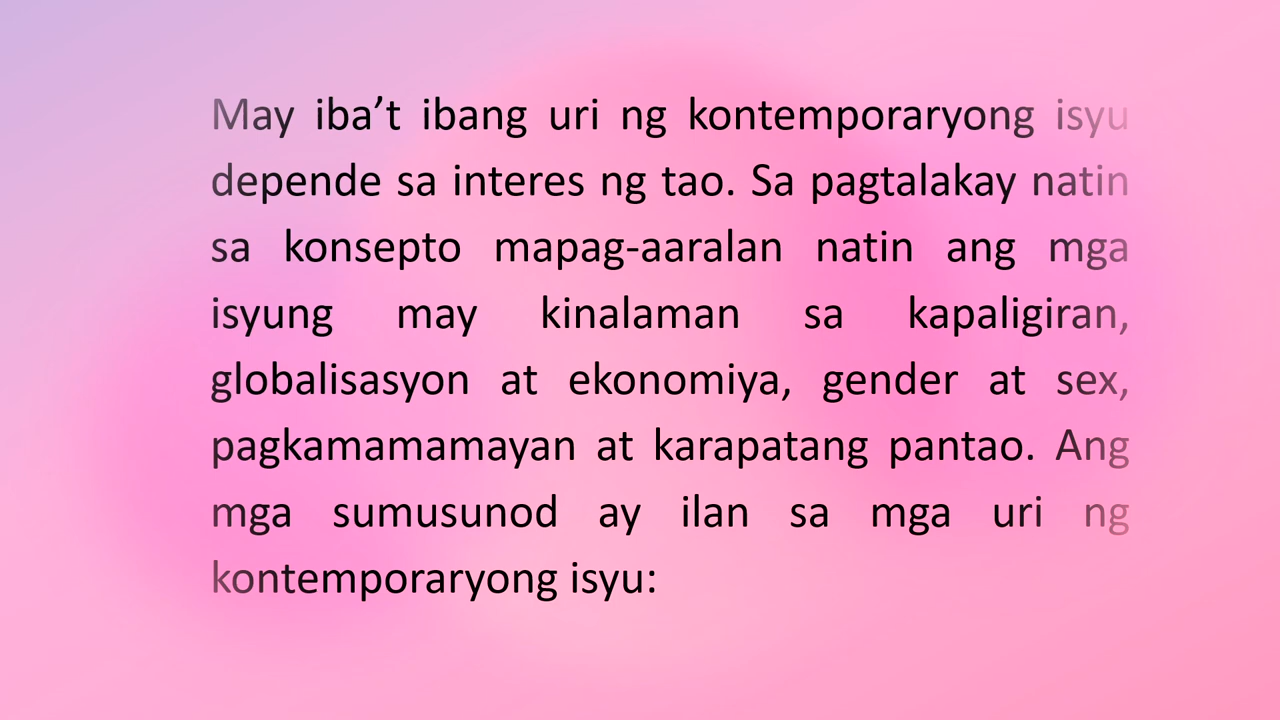 May iba’t ibang uri ng kontemporaryong isyu
depende sa interes ng tao. Sa pagtalakay natin
sa konsepto mapag-aaralan natin ang mga
isyung may kinalaman sa kapaligiran,
globalisasyon at ekonomiya, gender at sex,
pagkamamamayan at karapatang pantao. Ang
mga sumusunod ay ilan sa mga uri ng
kontemporaryong isyu: